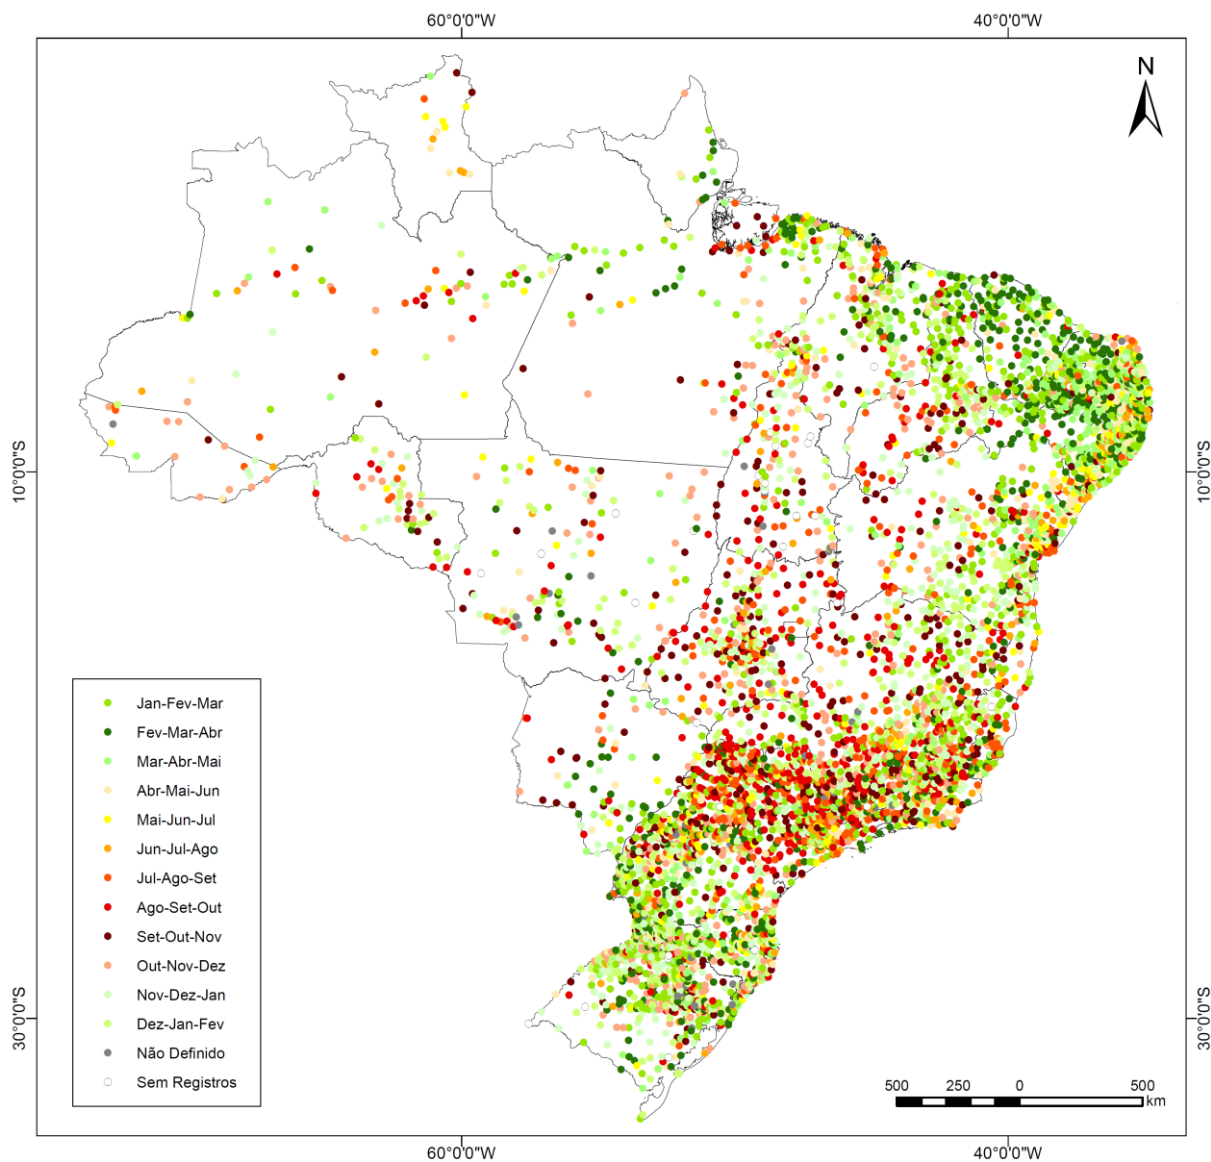 60°0'0"W 40°0'0"W
N
10°0'0"S 10°0'0"S
Jan-Fev-Mar
Fev-Mar-Abr
Mar-Abr-Mai
Abr-Mai-Jun
Mai-Jun-Jul
Jun-Jul-Ago
Jul-Ago-Set
Ago-Set-Out
Set-Out-Nov
Out-Nov-Dez
Nov-Dez-Jan
Dez-Jan-Fev
Não Definido
Sem Registros
30°0'0"S 30°0'0"S
500 250 0 500
km
60°0'0"W 40°0'0"W